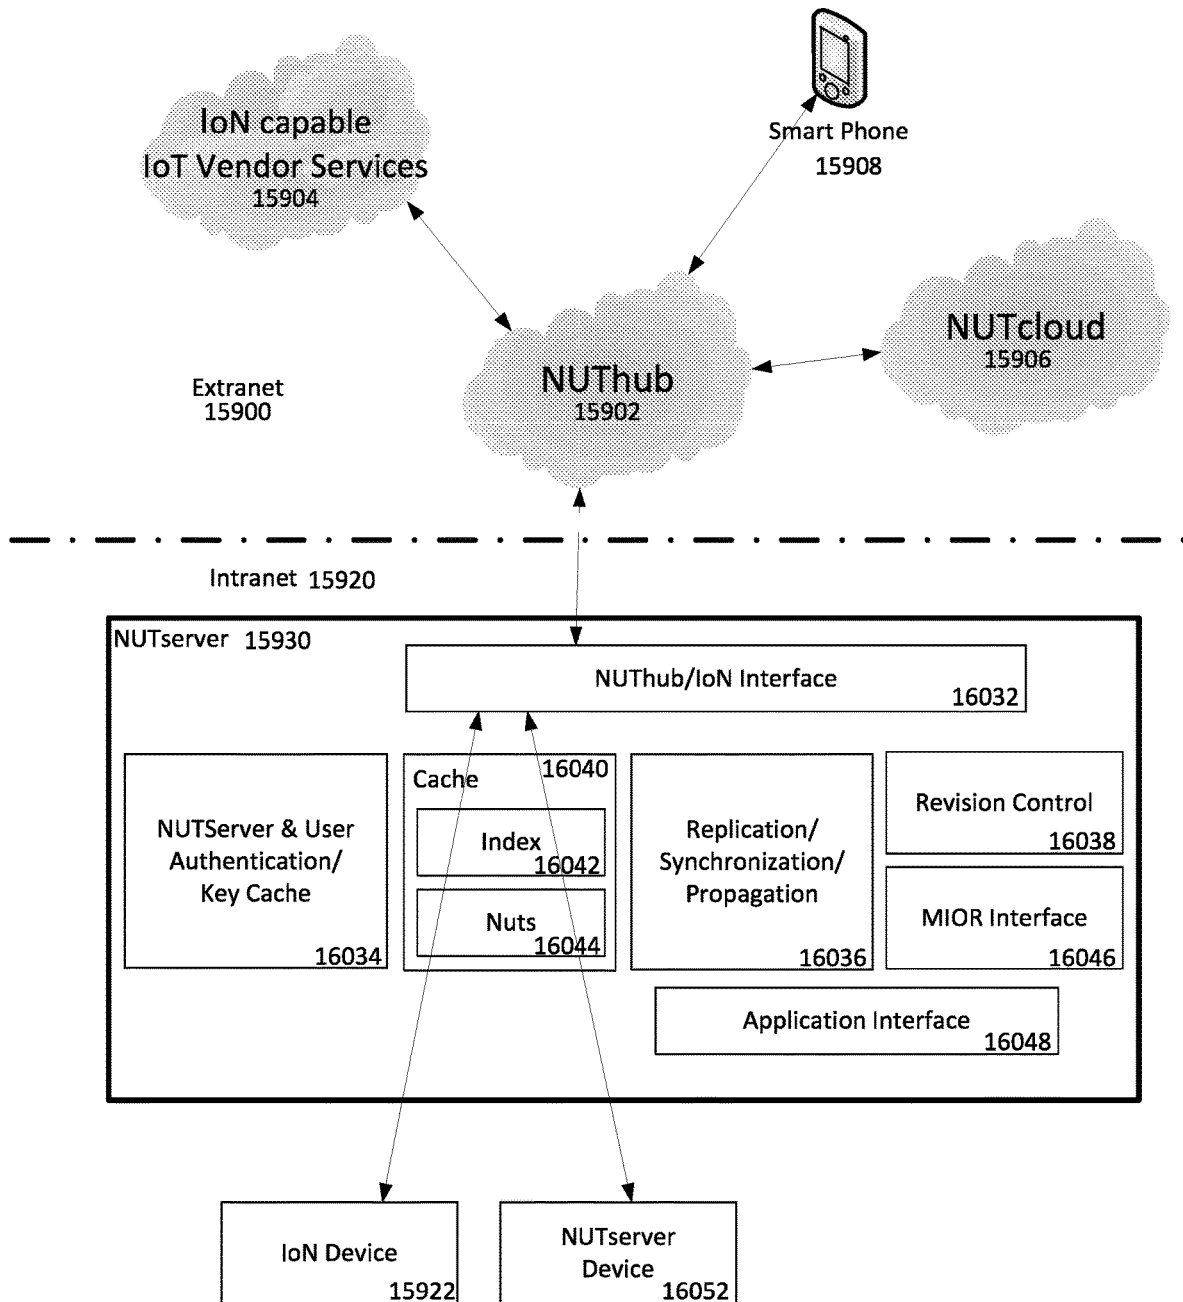 IoN capable
IoT Vendor Services
15904
Smart Phone
15908
NUTcloud
15906
NUThub
15902
Extranet
15900
Intranet 15920
NUTserver 15930
NUThub/IoN Interface
16032
NUTServer & User
Authentication/
Key Cache
16034
Cache
16040
Index
16042
Nuts
16044
Replication/
Synchronization/
Propagation
16036
Revision Control
16038
MIOR Interface
16046
Application Interface
16048
IoN Device
15922
NUTserver
Device
16052